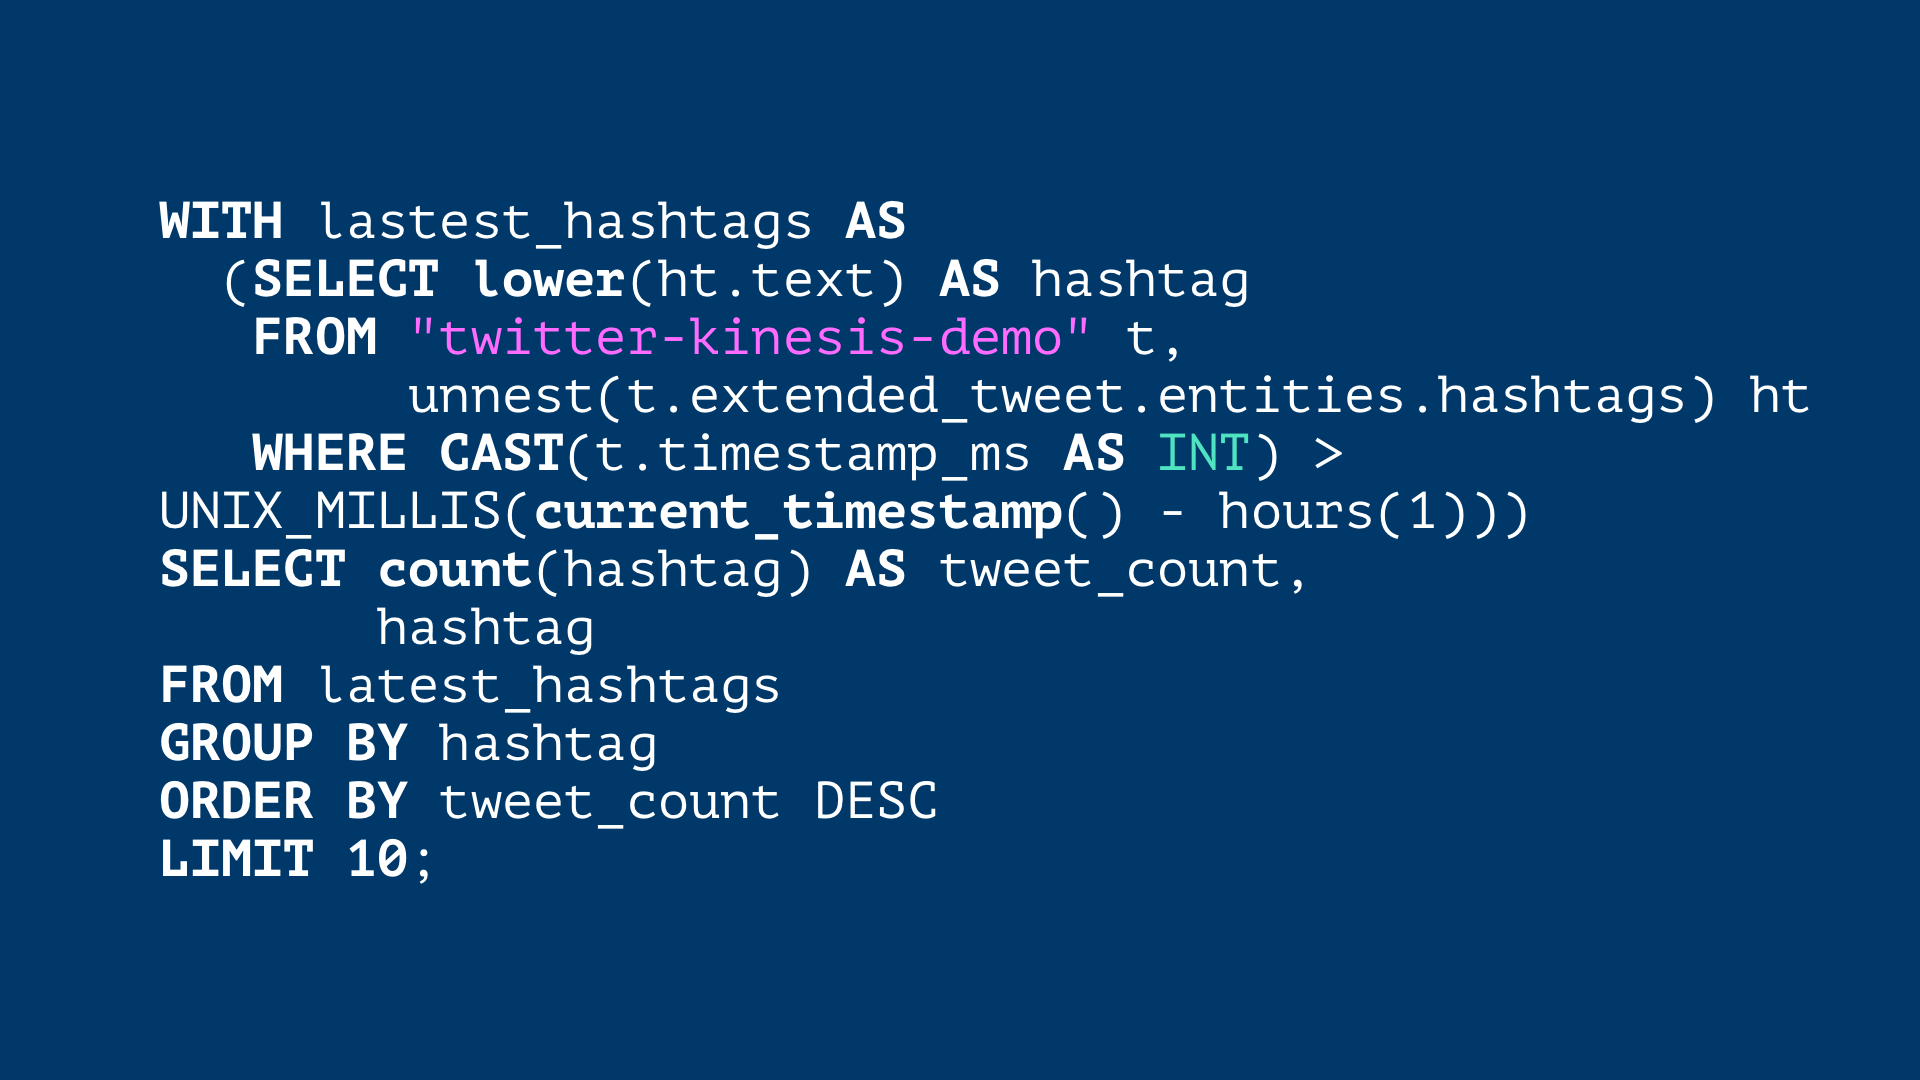 WITH lastest_hashtags AS
(SELECT lower(ht.text) AS hashtag
FROM "twitter-kinesis-demo" t,
unnest(t.extended_tweet.entities.hashtags) ht
WHERE CAST(t.timestamp_ms AS INT) >
UNIX_MILLIS(current_timestamp() - hours(1)))
SELECT count(hashtag) AS tweet_count,
hashtag
FROM latest_hashtags
GROUP BY hashtag
ORDER BY tweet_count DESC
LIMIT 10;